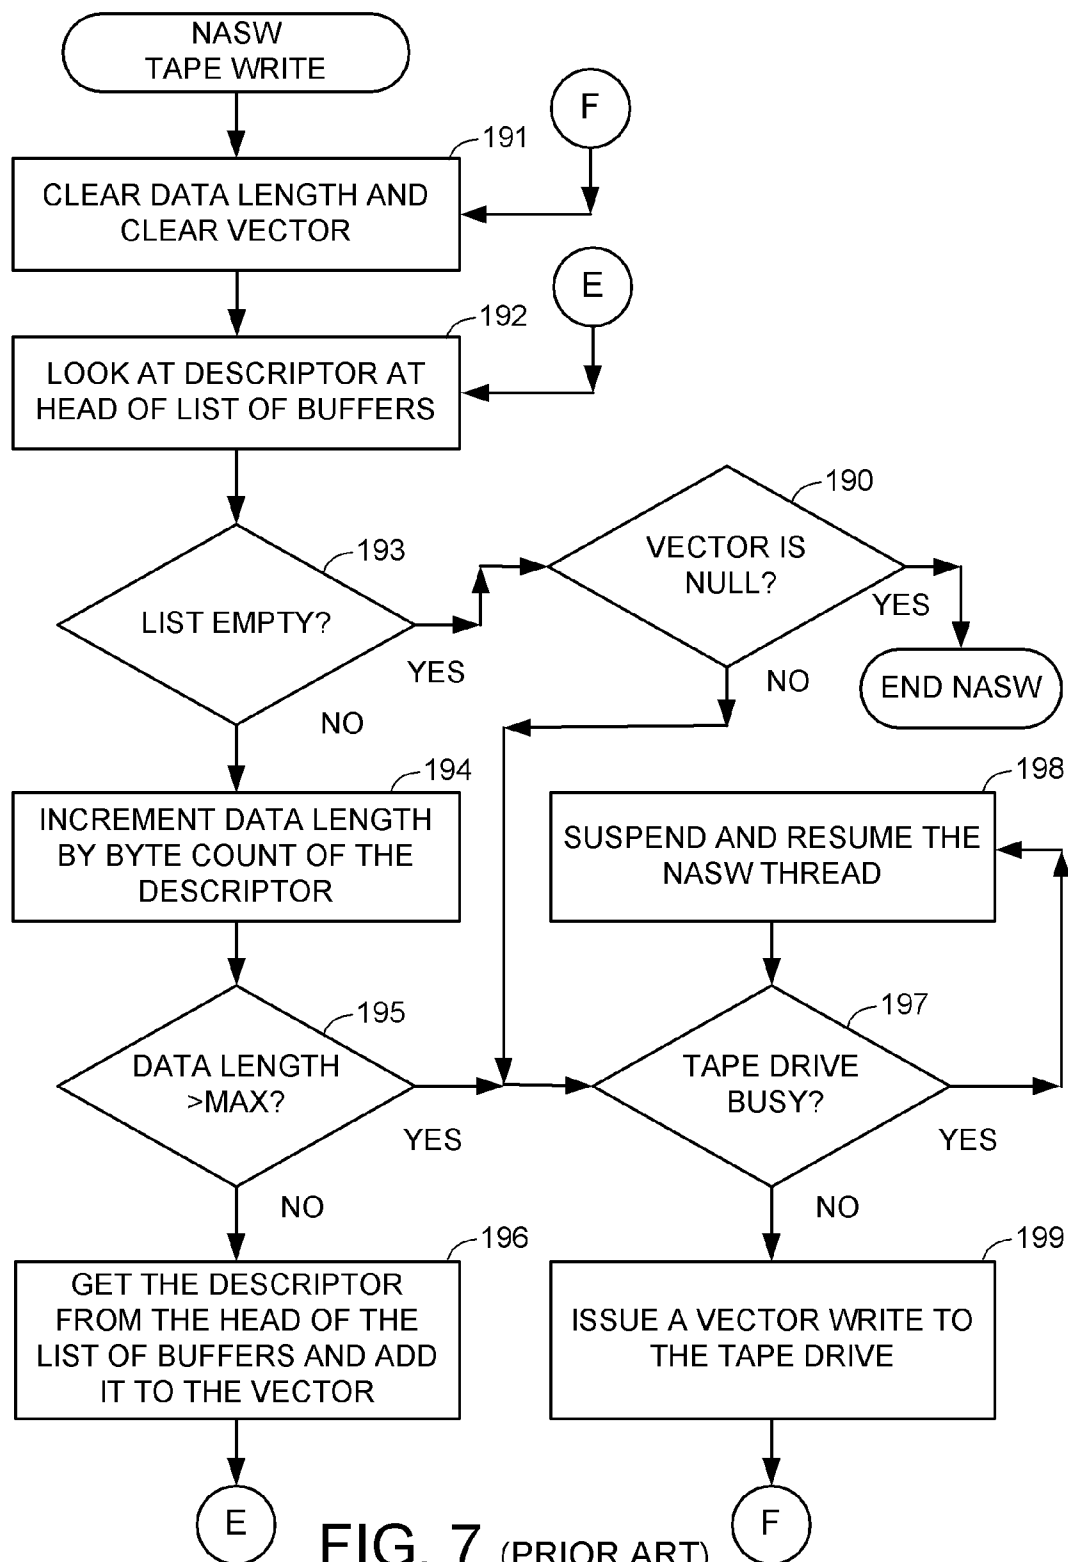 NASW
TAPE WRITE
F
191
CLEAR DATA LENGTH AND
CLEAR VECTOR
E
192
LOOK AT DESCRIPTOR AT
HEAD OF LIST OF BUFFERS
190
VECTOR IS
NULL?
193
LIST EMPTY?
YES
YES
NO
END NASW
NO
194
INCREMENT DATA LENGTH
BY BYTE COUNT OF THE
DESCRIPTOR
198
SUSPEND AND RESUME THE
NASW THREAD
195
DATA LENGTH
>MAX?
YES
197
TAPE DRIVE
BUSY?
YES
NO
NO
196
GET THE DESCRIPTOR
FROM THE HEAD OF THE
LIST OF BUFFERS AND ADD
IT TO THE VECTOR
199
ISSUE A VECTOR WRITE TO
THE TAPE DRIVE
E
F
FIG. 7 (PRIOR ART)